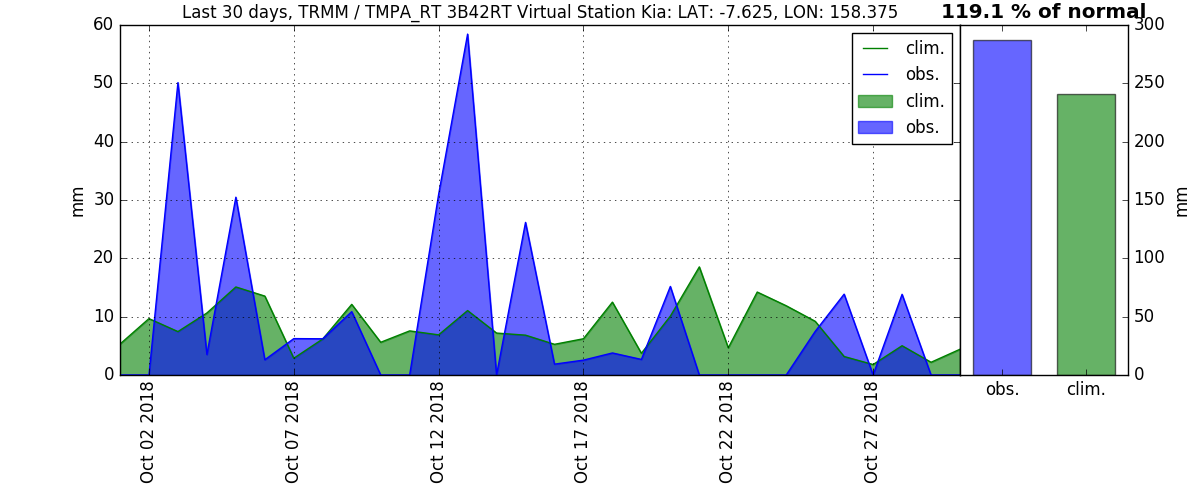 Last 30 days, TRMM / TMPA_RT 3B42RT Virtual Station Kia: LAT: -7.625, LON: 158.375
119.1 % of normal
60
50
40
30
20
10
0
mm
clim.
obs.
clim.
obs.
Oct 02 2018
Oct 07 2018
Oct 12 2018
Oct 17 2018
Oct 22 2018
Oct 27 2018
300
250
200
150
100
50
0
mm
obs.
clim.